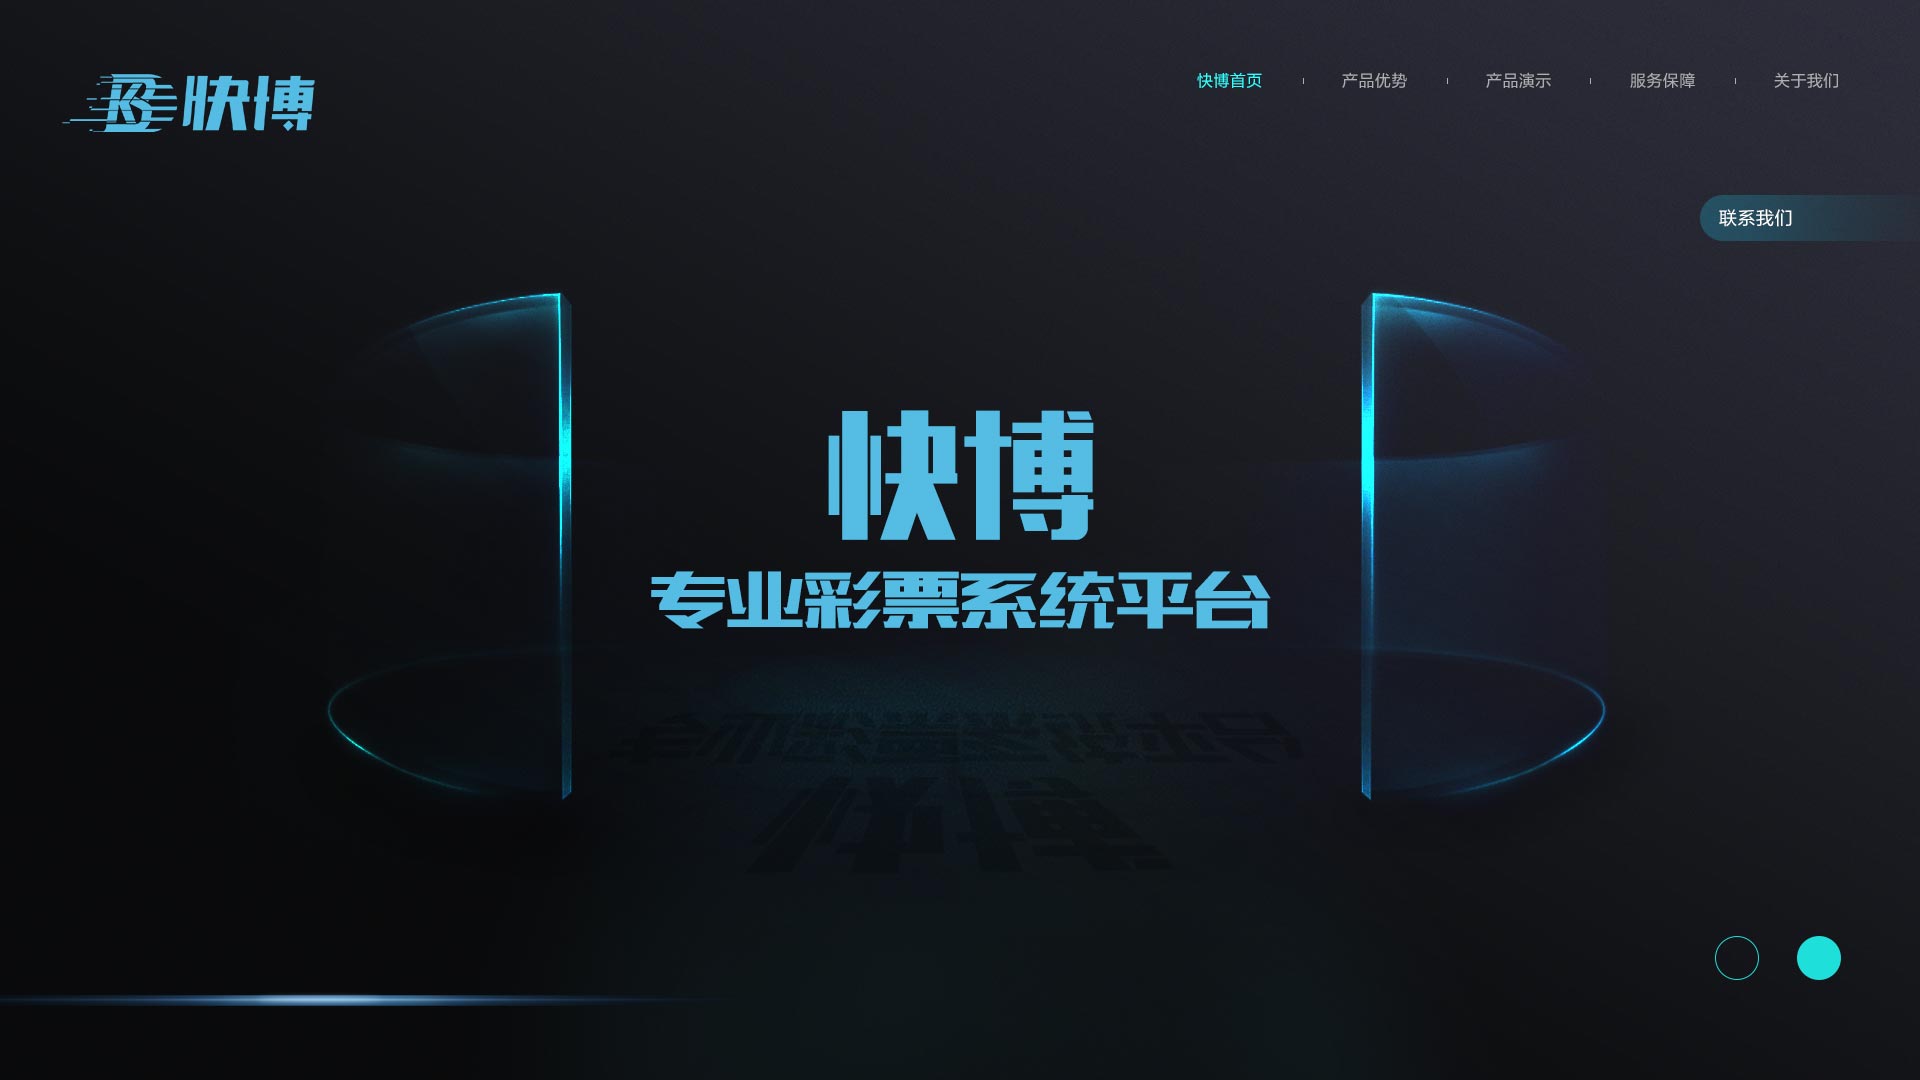 快博
快博首页
产品优势
产品演示
服务保障
关于我们
联系我们
快博
专业彩票系统平台